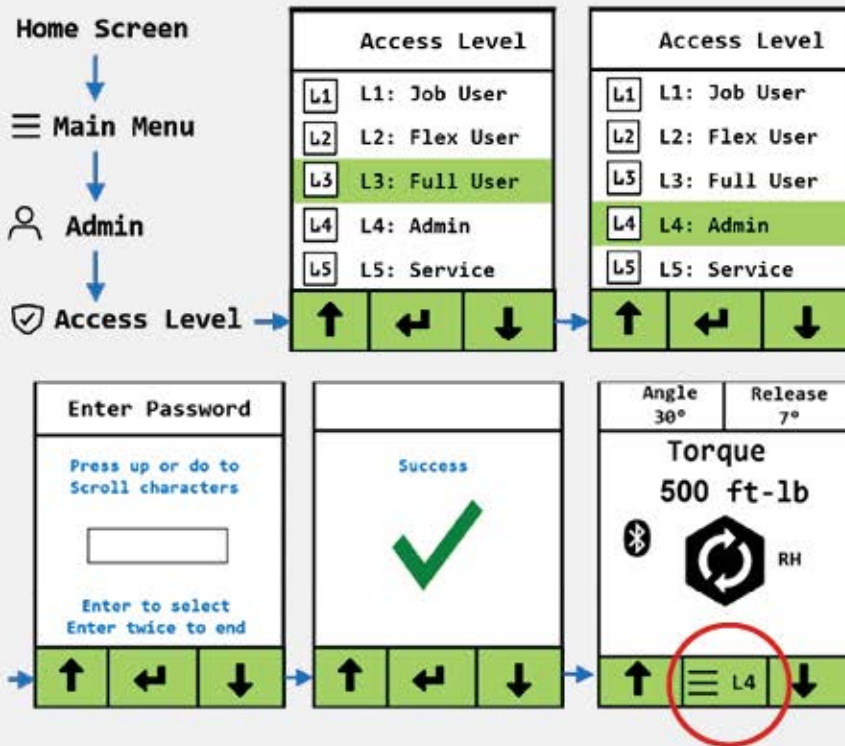 Home Screen
Main Menu
Admin
Access Level
Access Level
L1 L1: Job User
L2 L2: Flex User
L3 L3: Full User
L4 L4: Admin
L5 L5: Service
Access Level
L1 L1: Job User
L2 L2: Flex User
L3 L3: Full User
L4 L4: Admin
L5 L5: Service
Enter Password
Press up or do to
Scroll characters
Enter to select
Enter twice to end
Success
Angle
30°
Release
7°
Torque
500 ft-lb
RH
L4